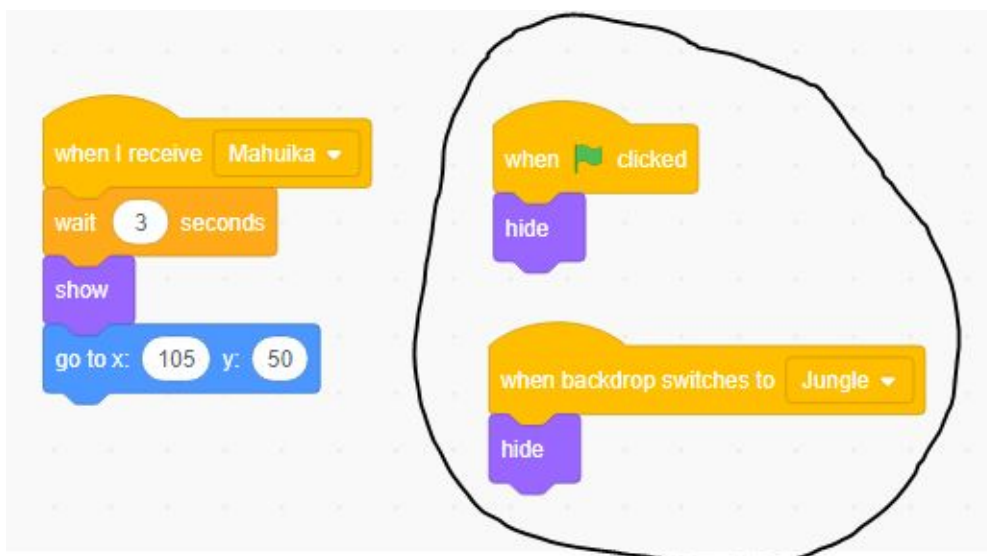 when I receive Mahuika
wait 3 seconds
show
go to x: 105 y: 50
when clicked
hide
when backdrop switches to Jungle
hide